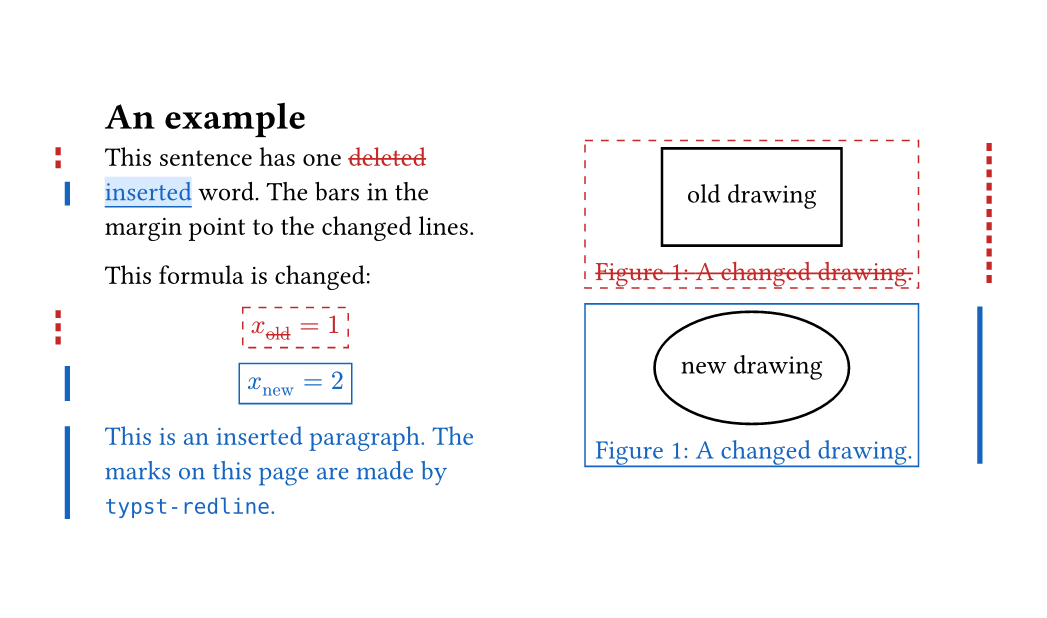 An example
This sentence has one deleted
inserted word. The bars in the
margin point to the changed lines.
This formula is changed:
x_old = 1
x_new = 2
This is an inserted paragraph. The
marks on this page are made by
typst-redline.
old drawing
Figure 1: A changed drawing.
new drawing
Figure 1: A changed drawing.